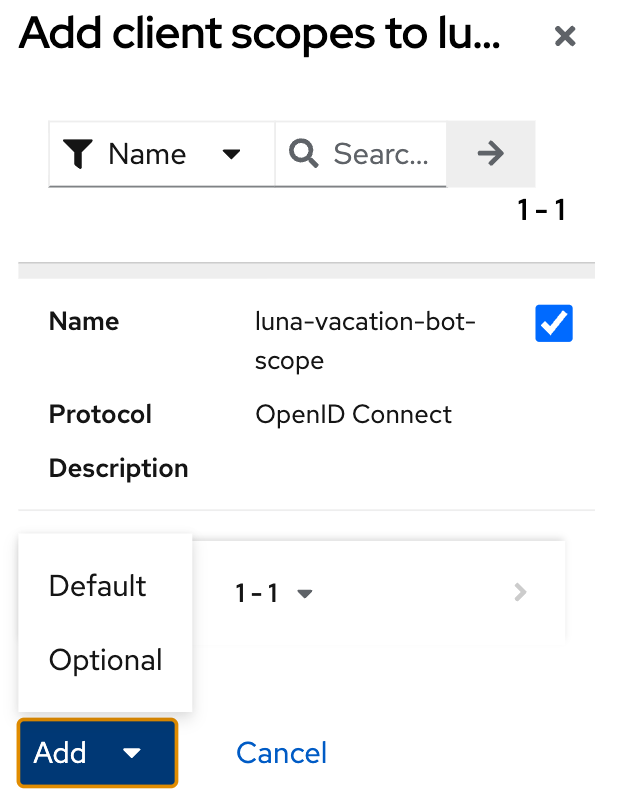 Add client scopes to lu...
Name Searc...
1 - 1
Name luna-vacation-bot-
scope
Protocol OpenID Connect
Description
Default 1 - 1
Optional
Add Cancel